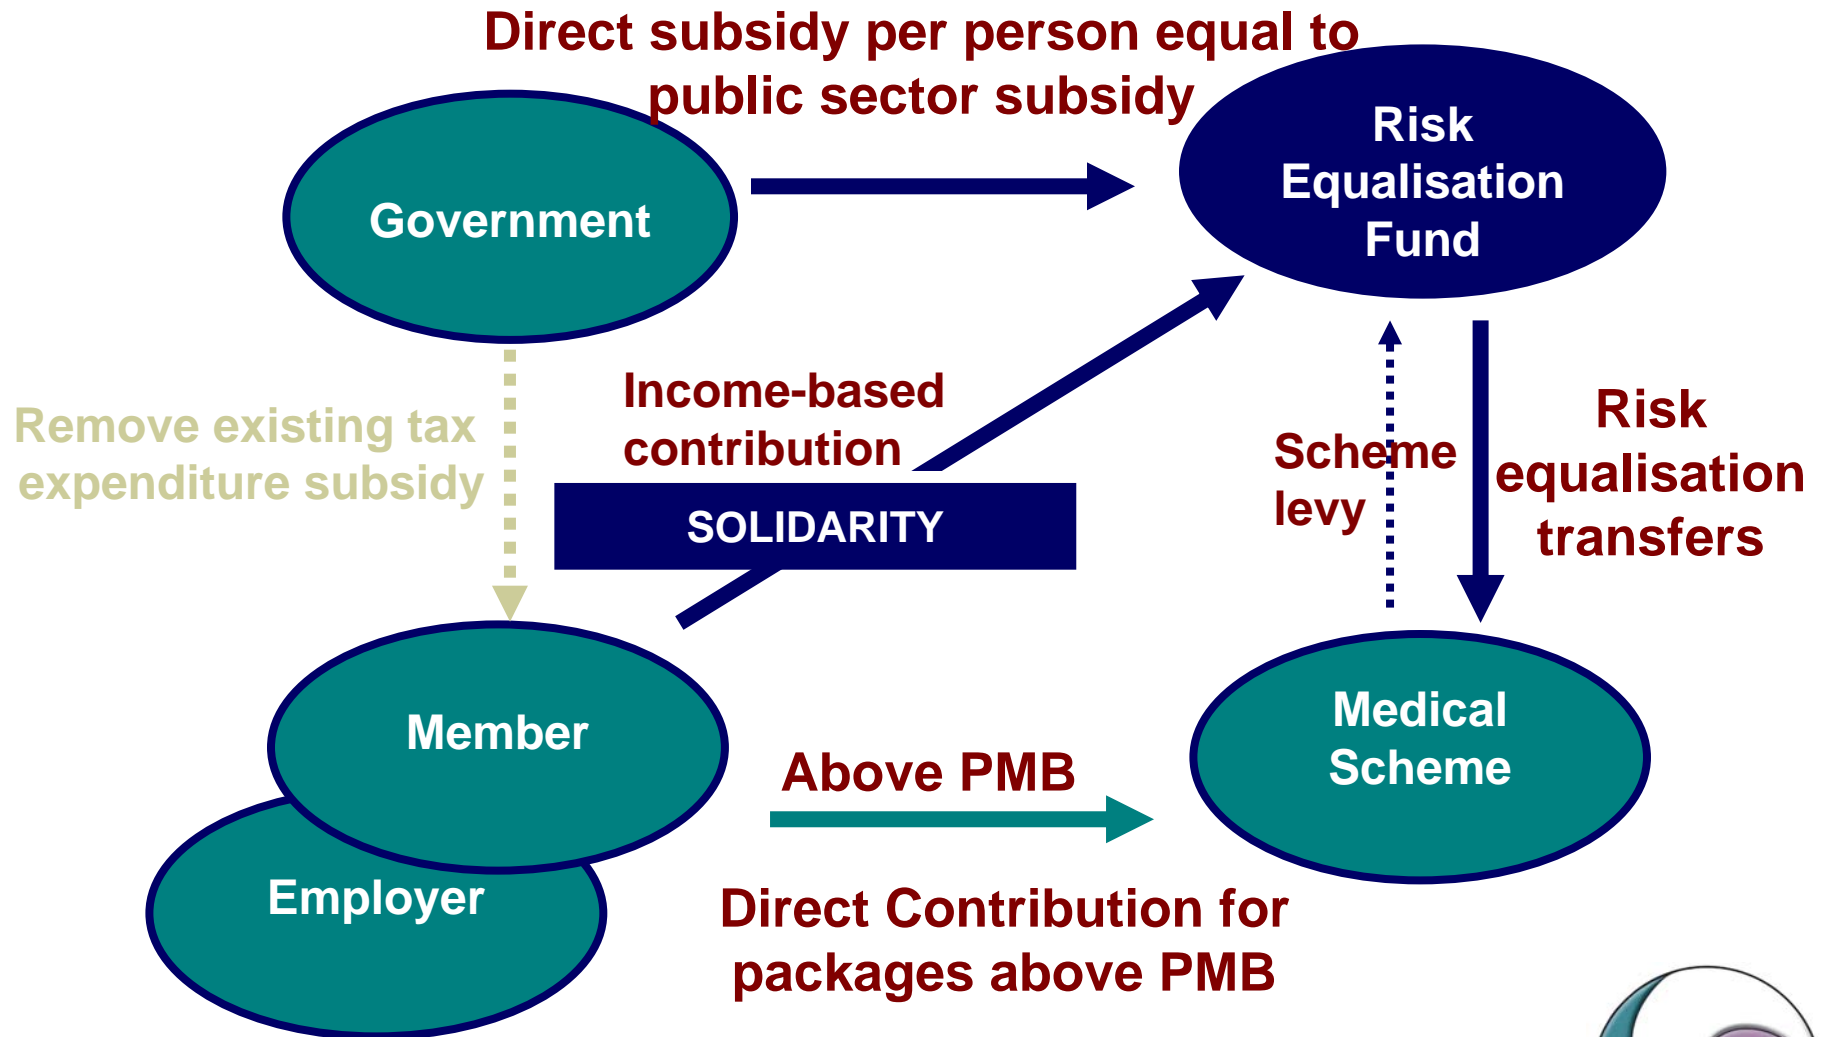 Direct subsidy per person equal to
public sector subsidy
Risk
Equalisation
Fund
Government
Remove existing tax
expenditure subsidy
Income-based
contribution
SOLIDARITY
Scheme
levy
Risk
equalisation
transfers
Member
Employer
Above PMB
Direct Contribution for
packages above PMB
Medical
Scheme